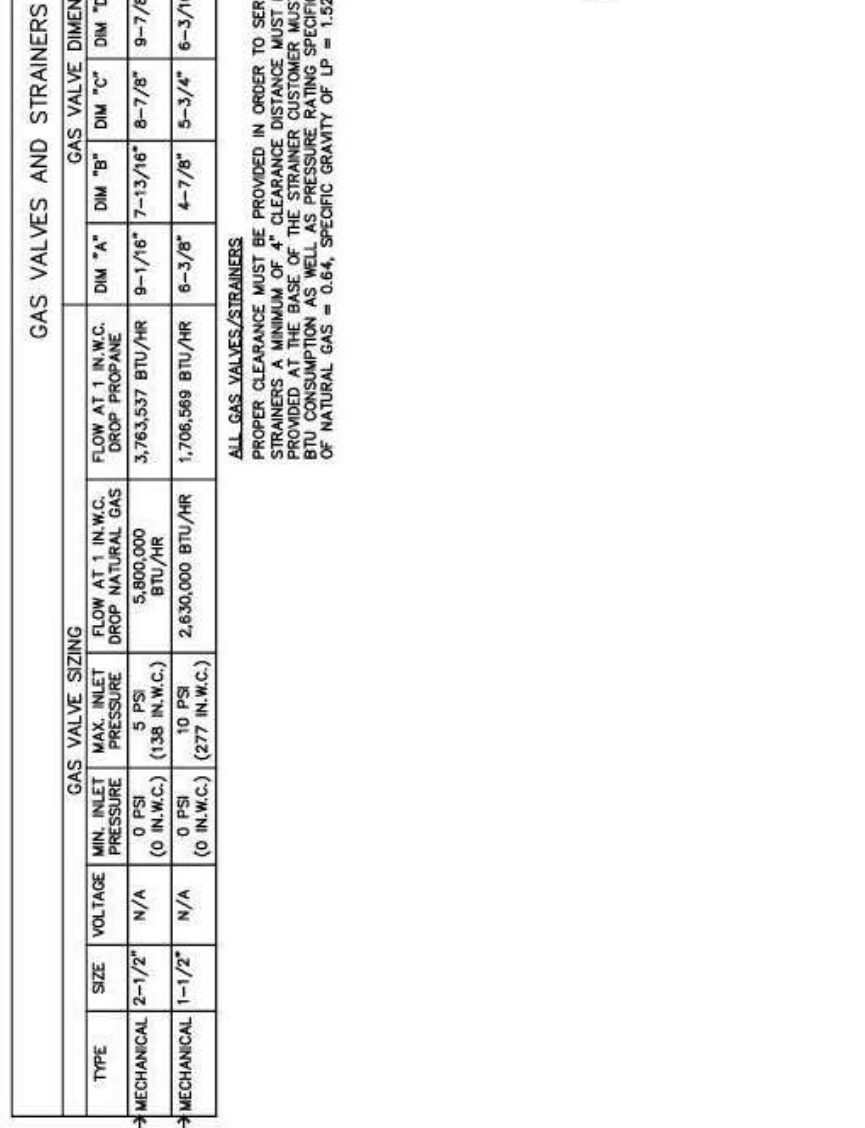 GAS VALVES AND STRAINERS
GAS VALVE SIZING GAS VALVE DIMEN
TYPE SIZE VOLTAGE MIN. INLET PRESSURE MAX. INLET PRESSURE FLOW AT 1 IN.W.C. DROP NATURAL GAS FLOW AT 1 IN.W.C. DROP PROPANE DIM "A" DIM "B" DIM "C" DIM "D
MECHANICAL 2-1/2" N/A 0 PSI (0 IN.W.C.) 5 PSI (138 IN.W.C.) 5,800,000 BTU/HR 3,763,537 BTU/HR 9-1/16" 7-13/16" 8-7/8" 9-7/8
MECHANICAL 1-1/2" N/A 0 PSI (0 IN.W.C.) 10 PSI (277 IN.W.C.) 2,630,000 BTU/HR 1,706,569 BTU/HR 6-3/8" 4-7/8" 5-3/4" 6-3/1
ALL GAS VALVES/STRAINERS
PROPER CLEARANCE MUST BE PROVIDED IN ORDER TO SER
STRAINERS A MINIMUM OF 4" CLEARANCE DISTANCE MUST
PROVIDED AT THE BASE OF THE STRAINER CUSTOMER MUS
BTU CONSUMPTION AS WELL AS PRESSURE RATING SPECIFIC
OF NATURAL GAS = 0.64, SPECIFIC GRAVITY OF LP = 1.52